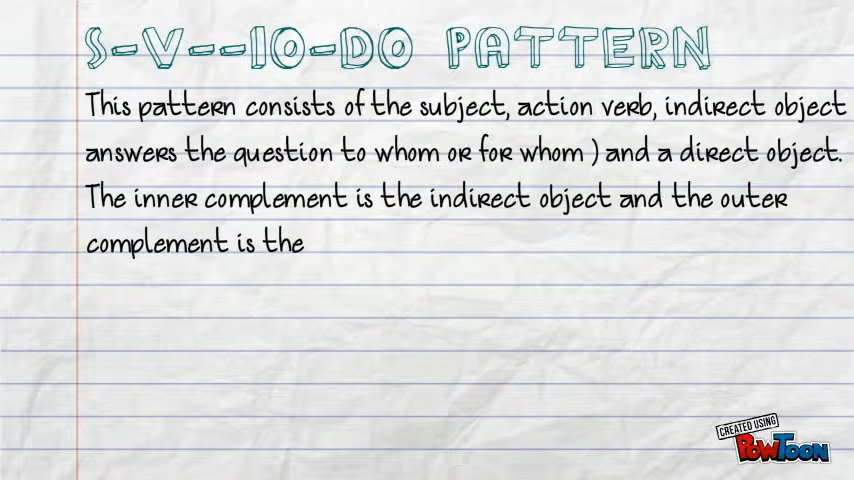 S-V--IO-DO PATTERN
This pattern consists of the subject, action verb, indirect object
answers the question to whom or for whom ) and a direct object.
The inner complement is the indirect object and the outer
complement is the
CREATED USING
POWTOON